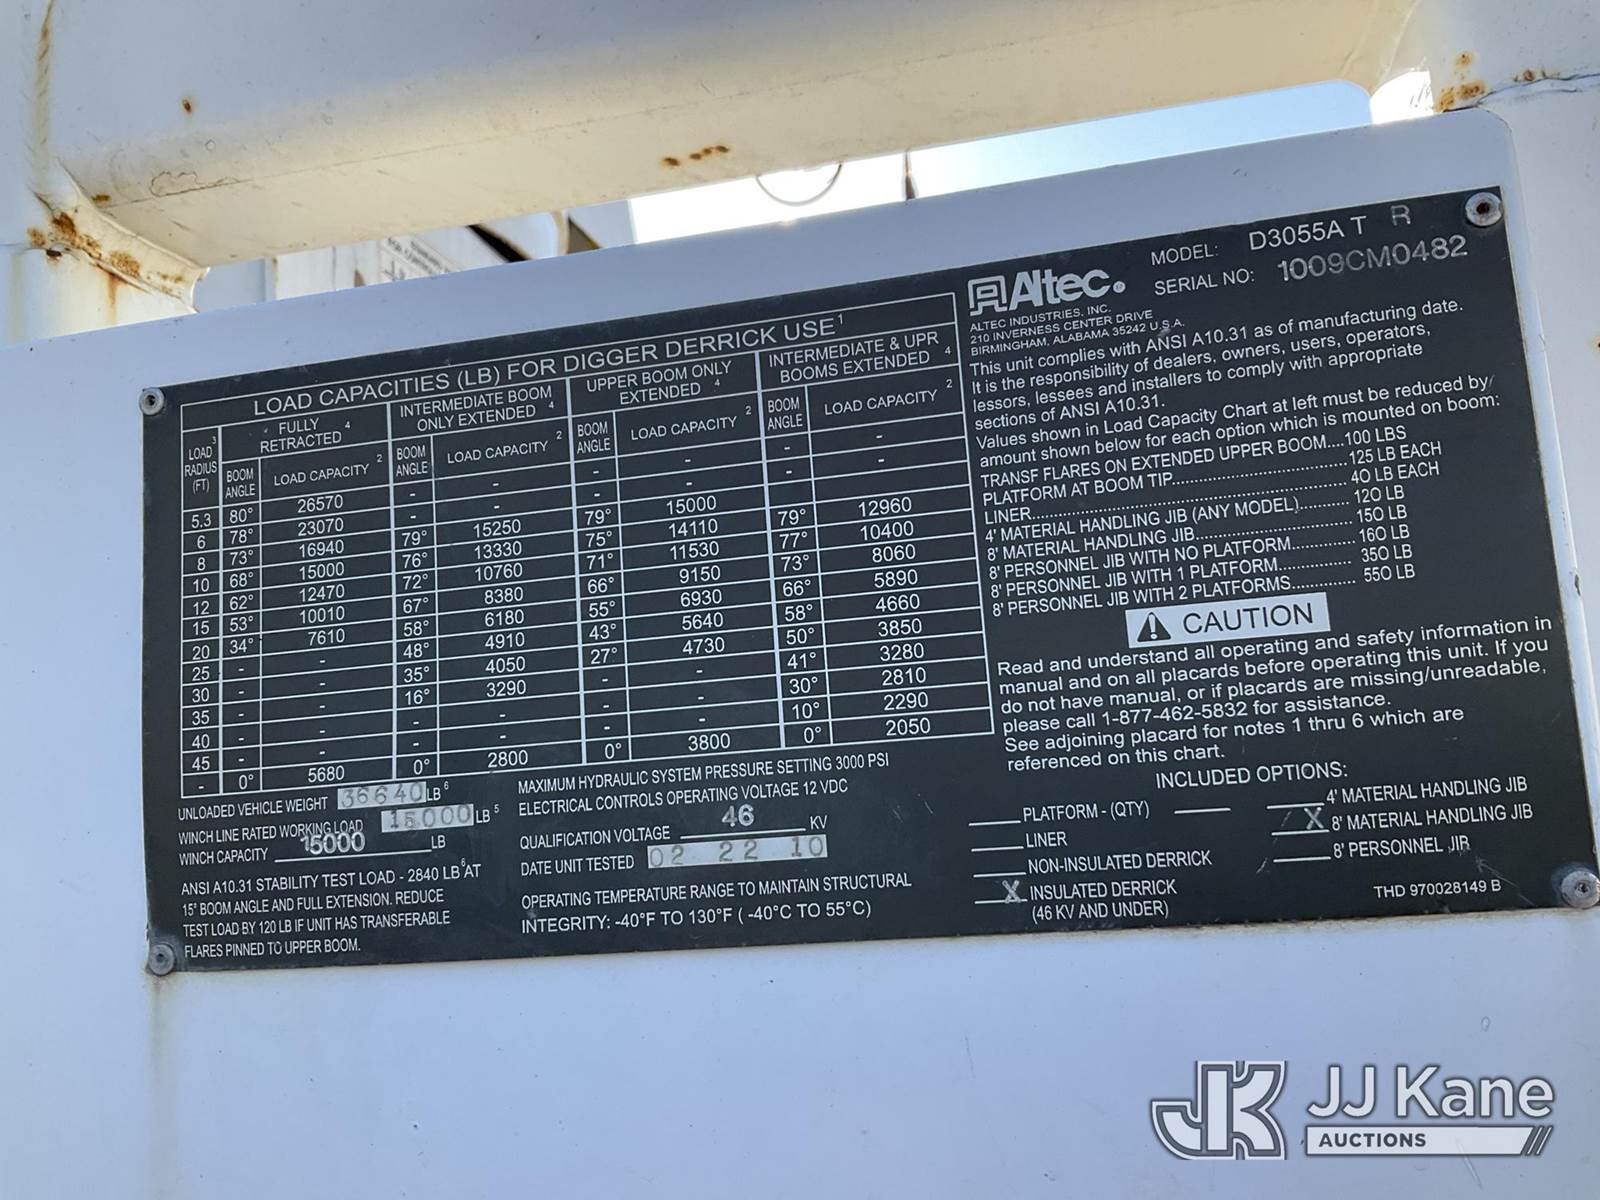 Altec®
ALTEC INDUSTRIES, INC.
210 INVERNESS CENTER DRIVE
BIRMINGHAM, ALABAMA 35242 U.S.A.
MODEL: D3055A T R
SERIAL NO: 1009CM0482
LOAD CAPACITIES (LB) FOR DIGGER DERRICK USE 1
LOAD RADIUS (FT) 3
FULLY RETRACTED 4
INTERMEDIATE BOOM ONLY EXTENDED 4
UPPER BOOM ONLY EXTENDED 4
INTERMEDIATE & UPR BOOMS EXTENDED 4
BOOM ANGLE LOAD CAPACITY 2 BOOM ANGLE LOAD CAPACITY 2 BOOM ANGLE LOAD CAPACITY 2 BOOM ANGLE LOAD CAPACITY 2
5.3 80° 26570 - - - - - -
6 78° 23070 - - - - - -
8 73° 16940 79° 15250 79° 15000 - -
10 68° 15000 76° 13330 75° 14110 79° 12960
12 62° 12470 72° 10760 71° 11530 77° 10400
15 53° 10010 67° 8380 66° 9150 73° 8060
20 34° 7610 58° 6180 55° 6930 66° 5890
25 - - 48° 4910 43° 5640 58° 4660
30 - - 35° 4050 27° 4730 50° 3850
35 - - 16° 3290 - - 41° 3280
40 - - - - - - 30° 2810
45 - - - - - - 10° 2290
- 0° 5680 0° 2800 0° 3800 0° 2050
UNLOADED VEHICLE WEIGHT 36640 LB 6
WINCH LINE RATED WORKING LOAD 15000 LB 5
WINCH CAPACITY 15000 LB
ANSI A10.31 STABILITY TEST LOAD - 2840 LB 6 AT
15° BOOM ANGLE AND FULL EXTENSION. REDUCE
TEST LOAD BY 120 LB IF UNIT HAS TRANSFERABLE
FLARES PINNED TO UPPER BOOM.
MAXIMUM HYDRAULIC SYSTEM PRESSURE SETTING 3000 PSI
ELECTRICAL CONTROLS OPERATING VOLTAGE 12 VDC
QUALIFICATION VOLTAGE 46 KV
DATE UNIT TESTED 02 22 10
OPERATING TEMPERATURE RANGE TO MAINTAIN STRUCTURAL
INTEGRITY: -40°F TO 130°F ( -40°C TO 55°C)
This unit complies with ANSI A10.31 as of manufacturing date.
It is the responsibility of dealers, owners, users, operators,
lessors, lessees and installers to comply with appropriate
sections of ANSI A10.31.
Values shown in Load Capacity Chart at left must be reduced by
amount shown below for each option which is mounted on boom:
TRANSF FLARES ON EXTENDED UPPER BOOM....100 LBS
PLATFORM AT BOOM TIP.......125 LB EACH
LINER.......40 LB EACH
4' MATERIAL HANDLING JIB (ANY MODEL).......120 LB
8' MATERIAL HANDLING JIB.......150 LB
8' PERSONNEL JIB WITH NO PLATFORM.......160 LB
8' PERSONNEL JIB WITH 1 PLATFORM.......350 LB
8' PERSONNEL JIB WITH 2 PLATFORMS.......550 LB
CAUTION
Read and understand all operating and safety information in
manual and on all placards before operating this unit. If you
do not have manual, or if placards are missing/unreadable,
please call 1-877-462-5832 for assistance.
See adjoining placard for notes 1 thru 6 which are
referenced on this chart.
INCLUDED OPTIONS:
PLATFORM - (QTY)
LINER
NON-INSULATED DERRICK
X INSULATED DERRICK
(46 KV AND UNDER)
4' MATERIAL HANDLING JIB
X 8' MATERIAL HANDLING JIB
8' PERSONNEL JIB
THD 970028149 B
JK JJ Kane
AUCTIONS